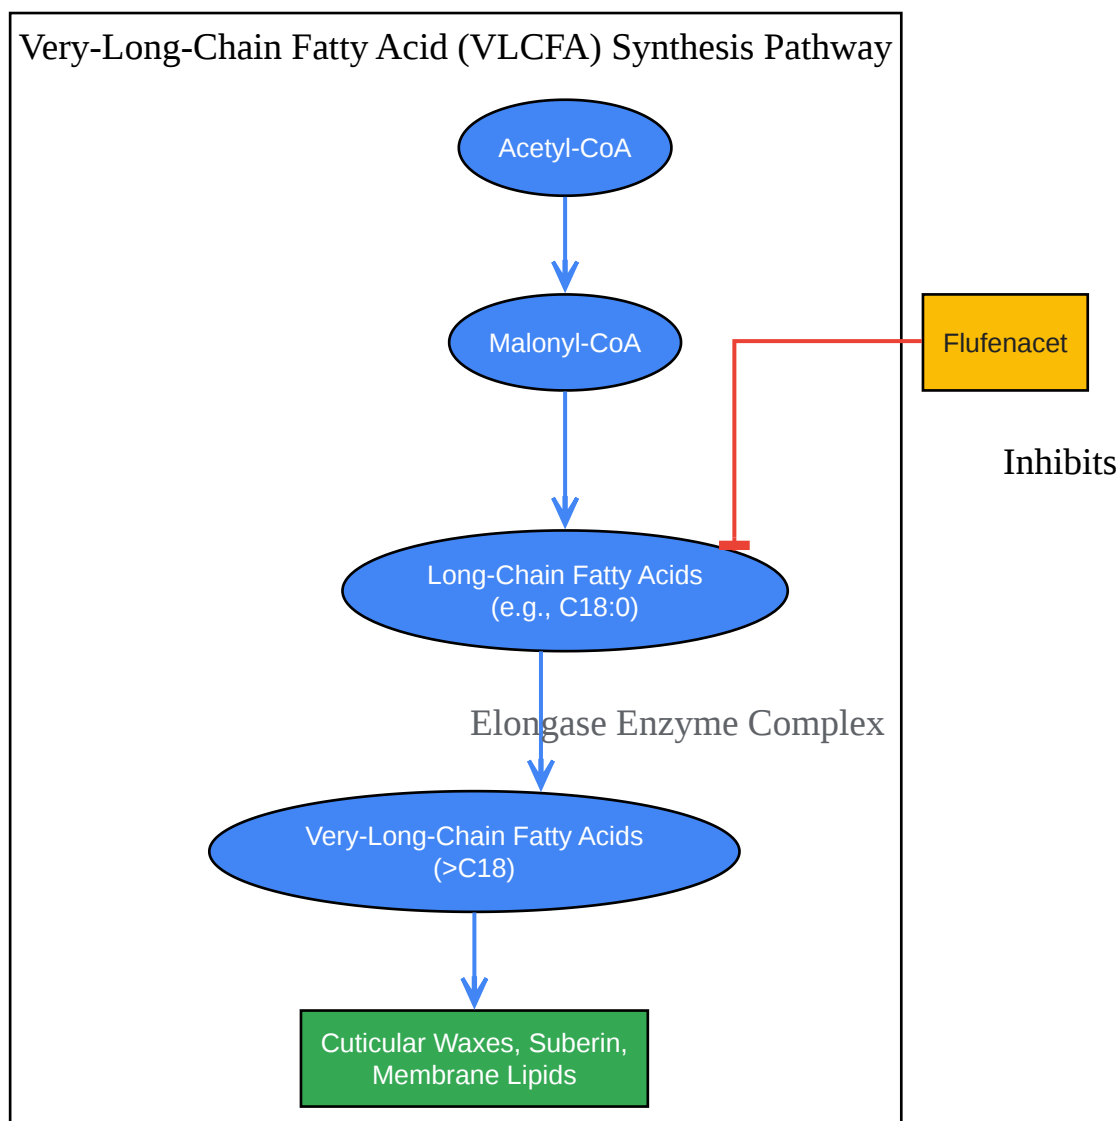 Very-Long-Chain Fatty Acid (VLCFA) Synthesis Pathway
Acetyl-CoA
Malonyl-CoA
Flufenacet
Inhibits
Long-Chain Fatty Acids
(e.g., C18:0)
Elongase Enzyme Complex
Very-Long-Chain Fatty Acids
(>C18)
Cuticular Waxes, Suberin,
Membrane Lipids